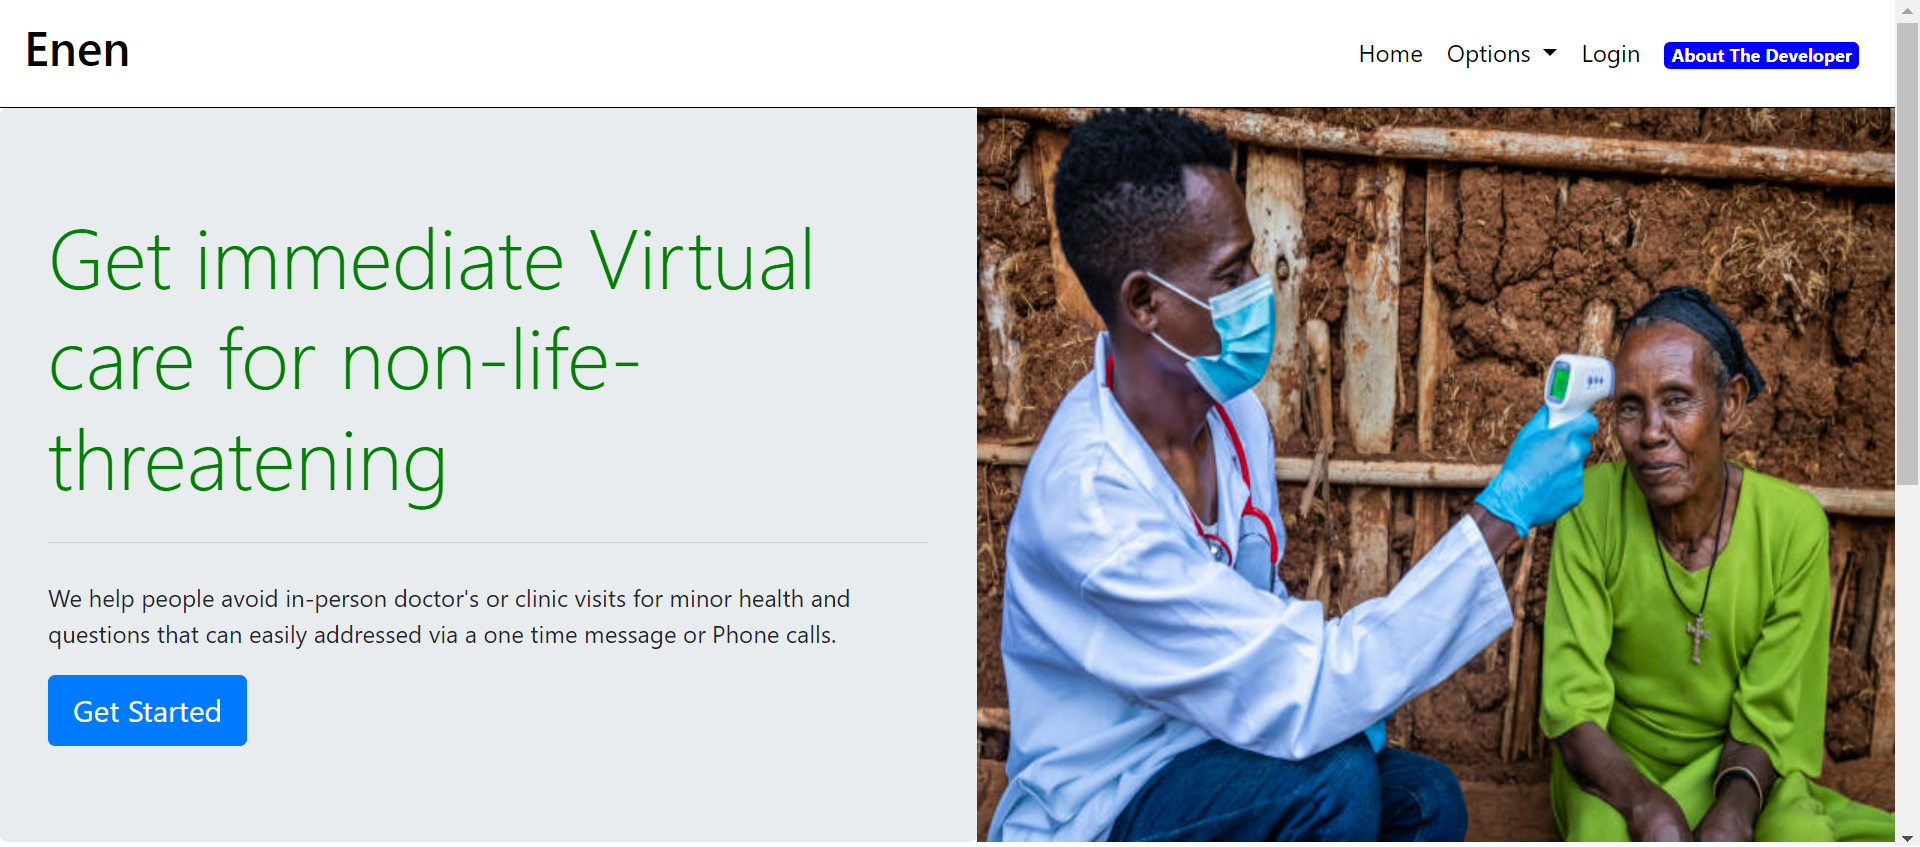 Enen
Home Options Login About The Developer
Get immediate Virtual
care for non-life-
threatening
We help people avoid in-person doctor's or clinic visits for minor health and
questions that can easily addressed via a one time message or Phone calls.
Get Started